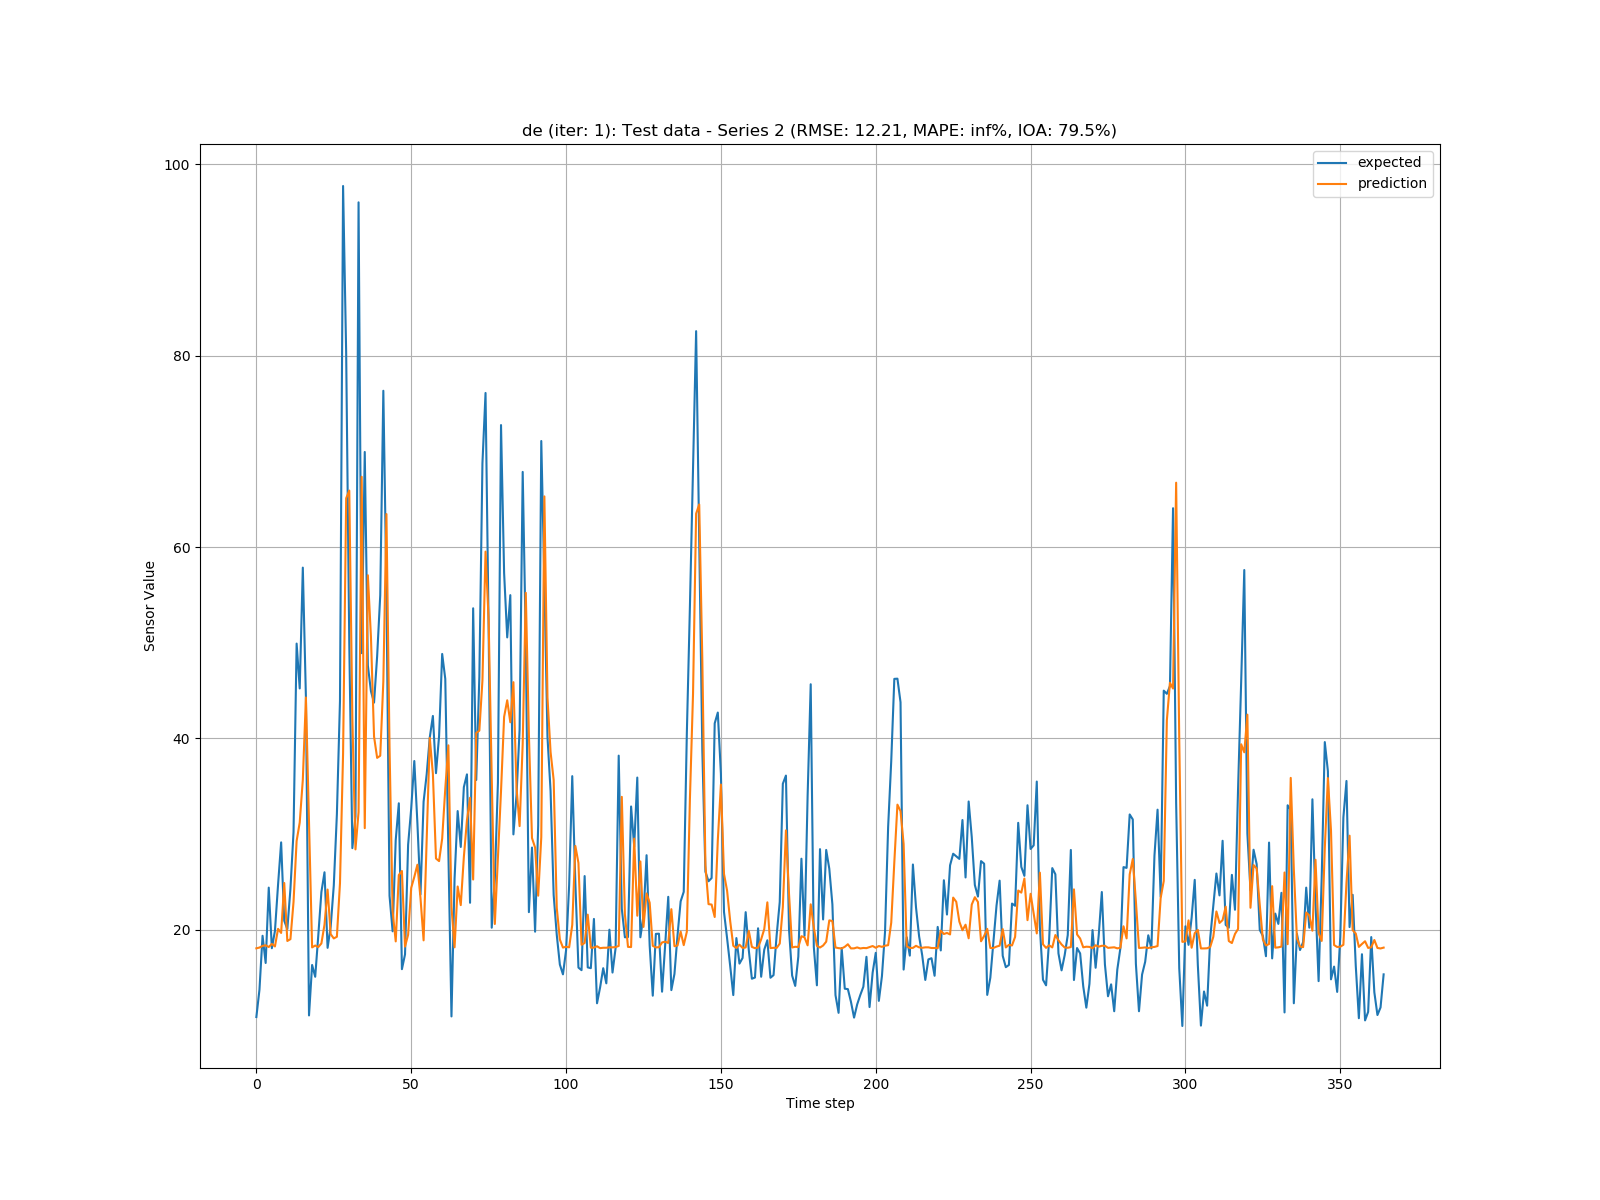 de (iter: 1): Test data - Series 2 (RMSE: 12.21, MAPE: inf%, IOA: 79.5%)
expected
prediction
100
80
60
40
20
Sensor Value
0 50 100 150 200 250 300 350
Time step